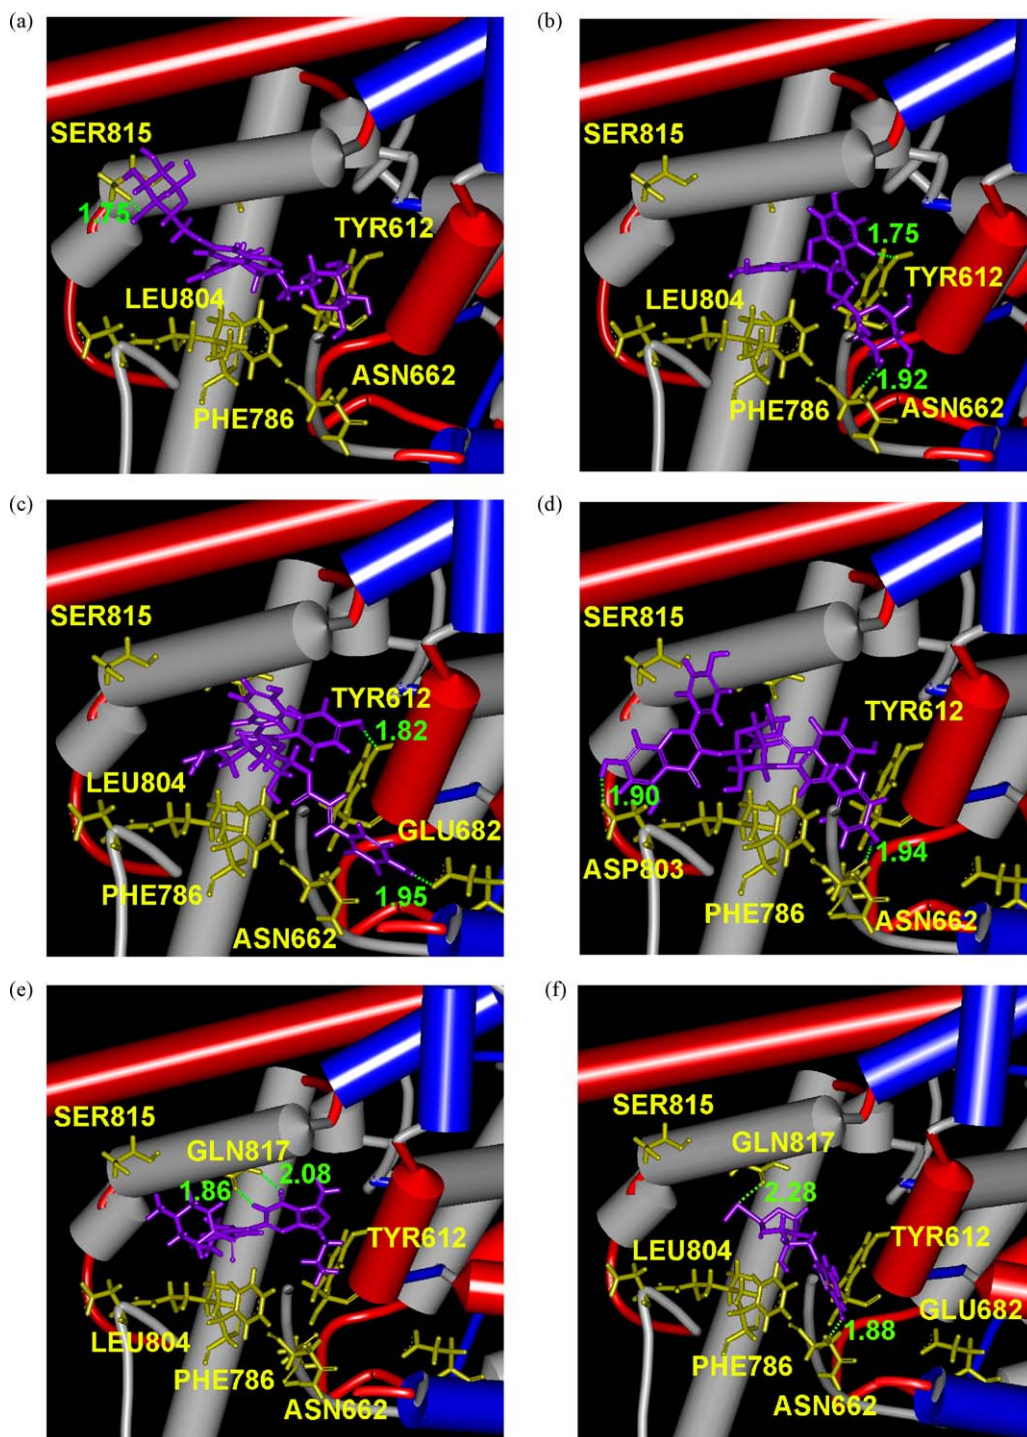 (a)
SER815
1.75
TYR612
LEU804
ASN662
PHE786
(b)
SER815
1.75
TYR612
LEU804
1.92
PHE786
ASN662
(c)
SER815
TYR612
1.82
LEU804
GLU682
PHE786
1.95
ASN662
(d)
SER815
TYR612
1.90
1.94
ASP803
PHE786
ASN662
(e)
SER815
GLN817
2.08
1.86
TYR612
LEU804
PHE786
ASN662
(f)
SER815
GLN817
2.28
LEU804
TYR612
GLU682
1.88
PHE786
ASN662